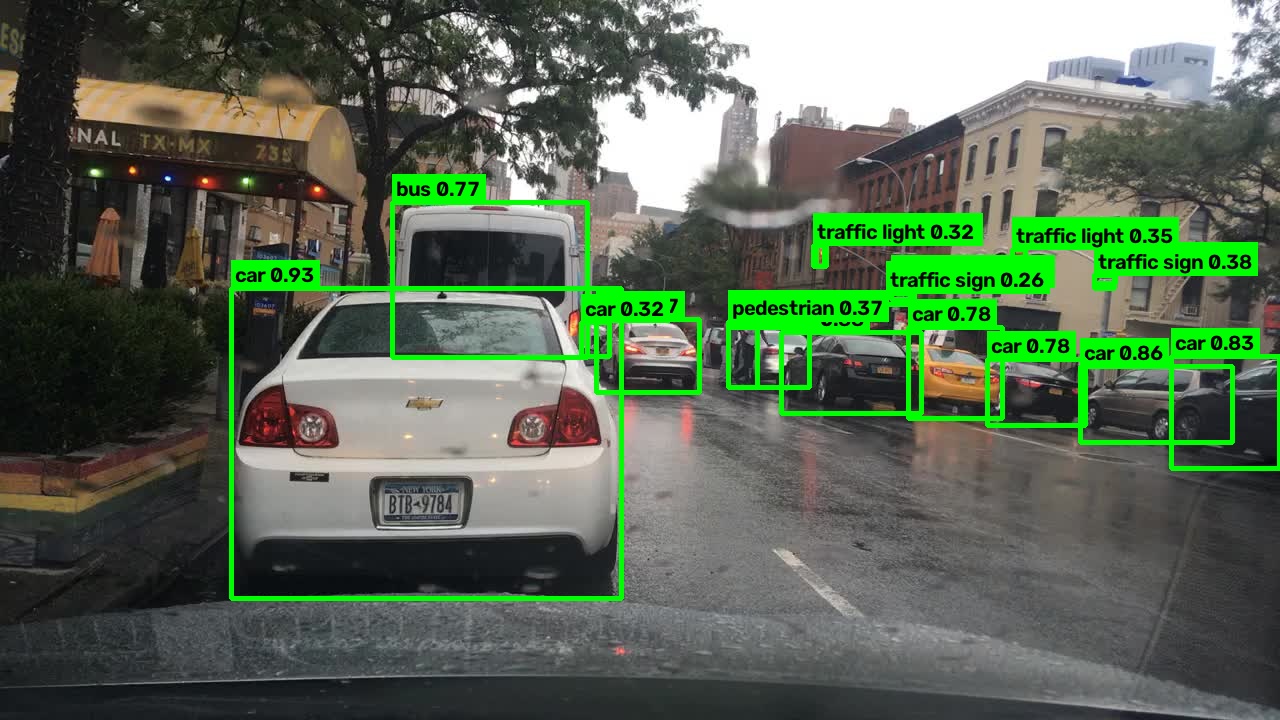 bus 0.77
traffic light 0.32
traffic light 0.35
traffic sign 0.38
car 0.93
traffic sign 0.26
car 0.32
pedestrian 0.37
car 0.78
car 0.78
car 0.86
car 0.83
NAL TX-MX 735
NEW YORK
BTB-9784